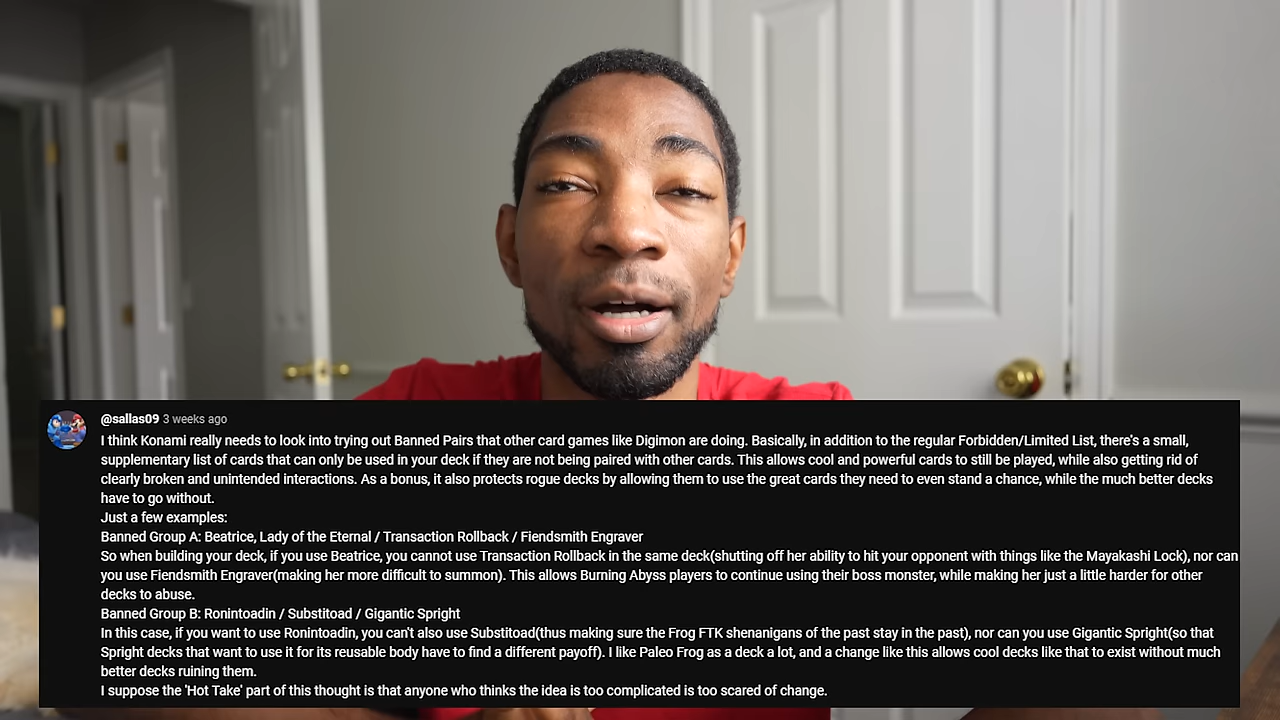 @sallas09 3 weeks ago
I think Konami really needs to look into trying out Banned Pairs that other card games like Digimon are doing. Basically, in addition to the regular Forbidden/Limited List, there's a small,
supplementary list of cards that can only be used in your deck if they are not being paired with other cards. This allows cool and powerful cards to still be played, while also getting rid of
clearly broken and unintended interactions. As a bonus, it also protects rogue decks by allowing them to use the great cards they need to even stand a chance, while the much better decks
have to go without.
Just a few examples:
Banned Group A: Beatrice, Lady of the Eternal / Transaction Rollback / Fiendsmith Engraver
So when building your deck, if you use Beatrice, you cannot use Transaction Rollback in the same deck(shutting off her ability to hit your opponent with things like the Mayakashi Lock), nor can
you use Fiendsmith Engraver(making her more difficult to summon). This allows Burning Abyss players to continue using their boss monster, while making her just a little harder for other
decks to abuse.
Banned Group B: Ronintoadin / Substitoad / Gigantic Spright
In this case, if you want to use Ronintoadin, you can't also use Substitoad(thus making sure the Frog FTK shenanigans of the past stay in the past), nor can you use Gigantic Spright(so that
Spright decks that want to use it for its reusable body have to find a different payoff). I like Paleo Frog as a deck a lot, and a change like this allows cool decks like that to exist without much
better decks ruining them.
I suppose the 'Hot Take' part of this thought is that anyone who thinks the idea is too complicated is too scared of change.